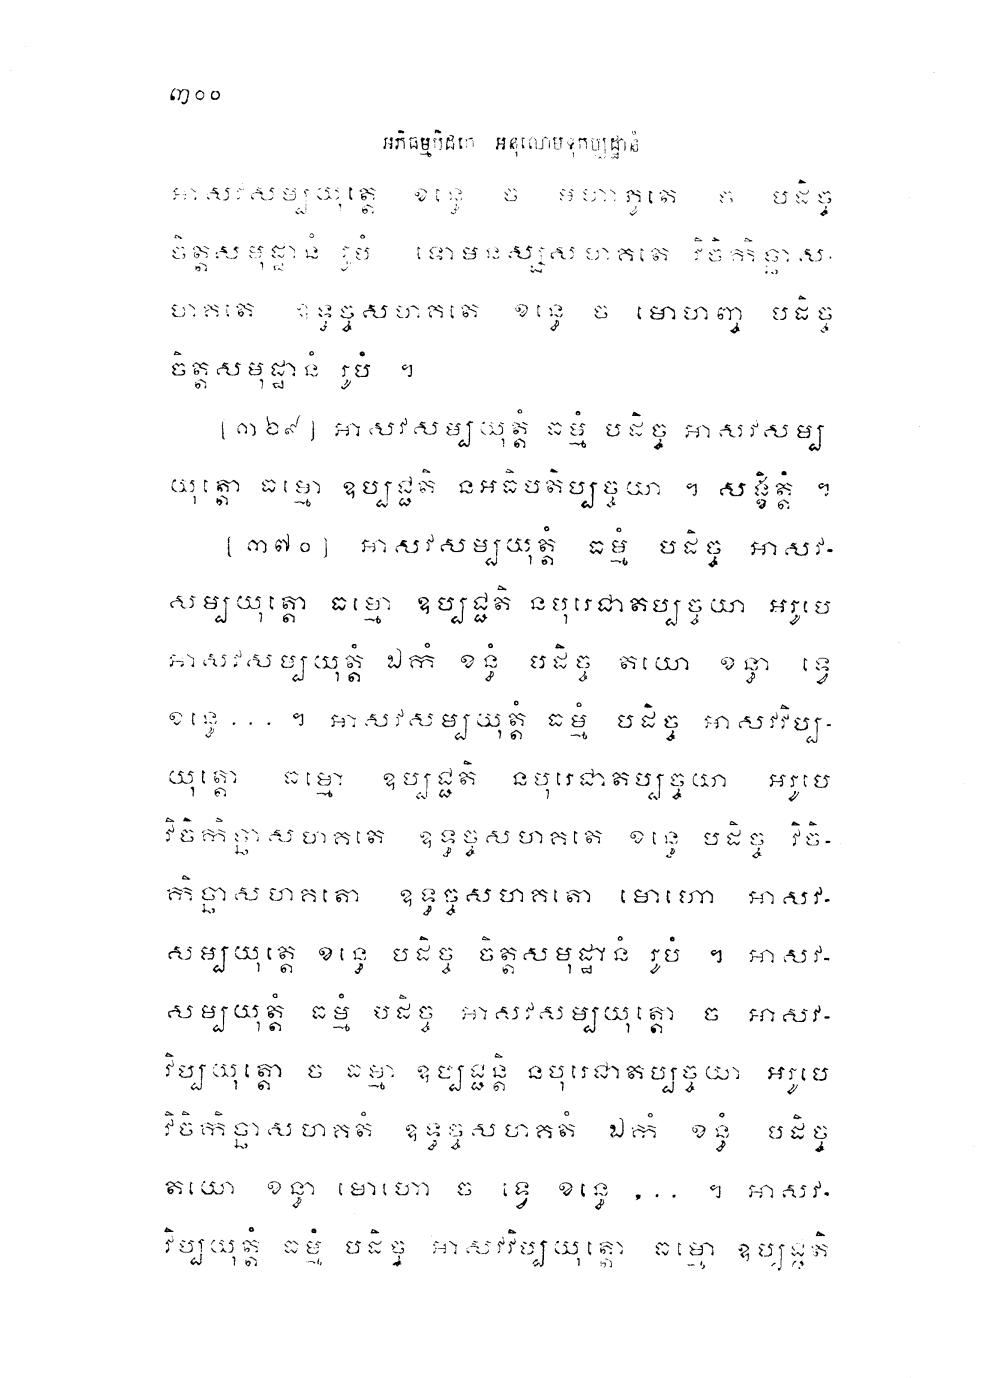 ៣០០
អភិធម្មបិដកេ អនុលោមទុកប្បដ្ឋានំ
អាសវសម្បយុត្តេ ខន្ធេ ច មហាភូតេ ច បដិច្ច
ចិត្តសមុដ្ឋានំ រូបំ ទោមនស្សសហគតេ វិចិកិច្ឆាស-
ហគតេ ឧទ្ធច្ចសហគតេ ខន្ធេ ច មោហញ្ច បដិច្ច
ចិត្តសមុដ្ឋានំ រូបំ ។
[៣៦៩] អាសវសម្បយុត្តំ ធម្មំ បដិច្ច អាសវសម្ប
យុត្តោ ធម្មោ ឧប្បជ្ជតិ នអធិបតិប្បច្ចយា ។ សង្ខិត្តំ ។
[៣៧០] អាសវសម្បយុត្តំ ធម្មំ បដិច្ច អាសវ-
សម្បយុត្តោ ធម្មោ ឧប្បជ្ជតិ នបុរេជាតប្បច្ចយា អរូបេ
អាសវសម្បយុត្តំ ឯកំ ខន្ធំ បដិច្ច តយោ ខន្ធា ទ្វេ
ខន្ធេ ... ។ អាសវសម្បយុត្តំ ធម្មំ បដិច្ច អាសវវិប្ប-
យុត្តោ ធម្មោ ឧប្បជ្ជតិ នបុរេជាតប្បច្ចយា អរូបេ
វិចិកិច្ឆាសហគតេ ឧទ្ធច្ចសហគតេ ខន្ធេ បដិច្ច វិចិ-
កិច្ឆាសហគតោ ឧទ្ធច្ចសហគតោ មោហោ អាសវ-
សម្បយុត្តេ ខន្ធេ បដិច្ច ចិត្តសមុដ្ឋានំ រូបំ ។ អាសវ-
សម្បយុត្តំ ធម្មំ បដិច្ច អាសវសម្បយុត្តោ ច អាសវ-
វិប្បយុត្តោ ច ធម្មា ឧប្បជ្ជន្តិ នបុរេជាតប្បច្ចយា អរូបេ
វិចិកិច្ឆាសហគតំ ឧទ្ធច្ចសហគតំ ឯកំ ខន្ធំ បដិច្ច
តយោ ខន្ធា មោហោ ច ទ្វេ ខន្ធេ ... ។ អាសវ-
វិប្បយុត្តំ ធម្មំ បដិច្ច អាសវវិប្បយុត្តោ ធម្មោ ឧប្បជ្ជតិ